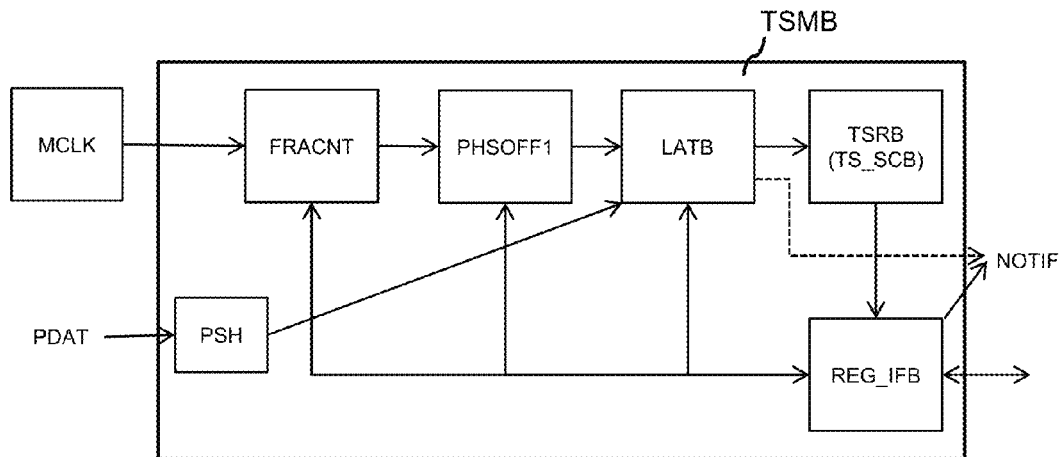 TSMB
MCLK
FRACNT
PHSOFF1
LATB
TSRB
(TS_SCB)
NOTIF
PDAT
PSH
REG_IFB